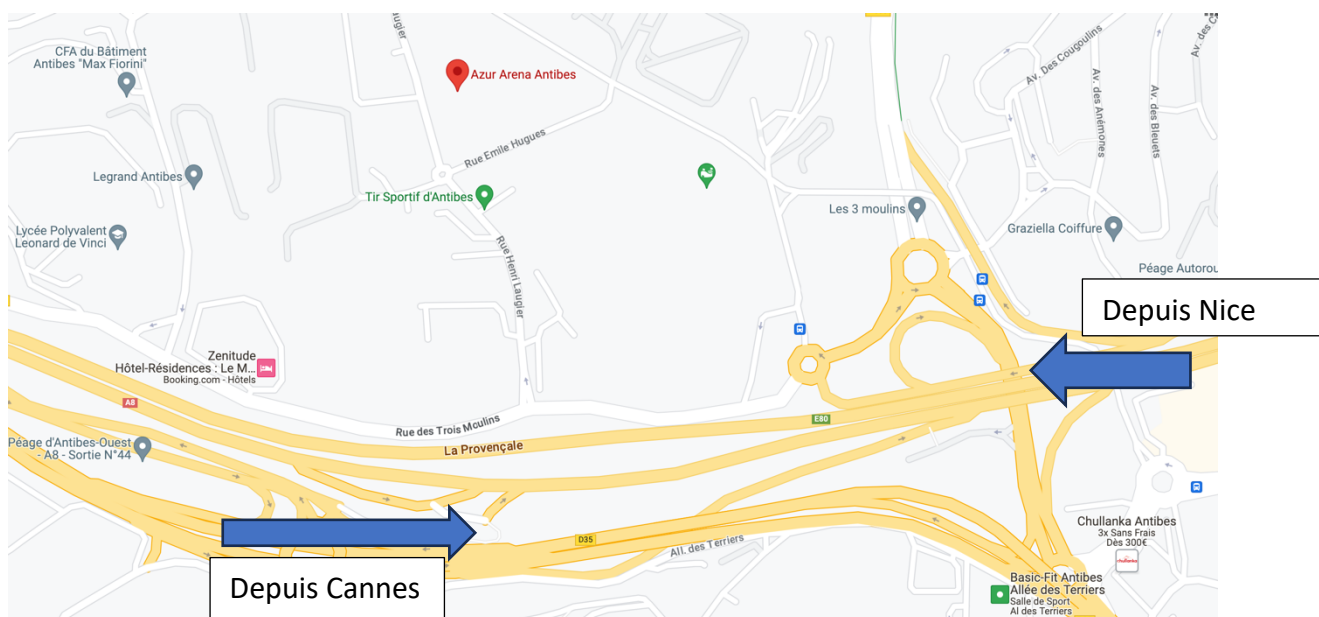 CFA du Bâtiment
Antibes "Max Fiorini"
Laugier
Azur Arena Antibes
Av. Des Cougoulins
Av. des Anémones
Av. des Bleuets
Rue Emile Hugues
Legrand Antibes
Tir Sportif d'Antibes
Les 3 moulins
Graziella Coiffure
Lycée Polyvalent
Leonard de Vinci
Rue Henri Laugier
Péage Autorou
Depuis Nice
Zenitude
Hôtel-Résidences : Le M...
Booking.com - Hôtels
A8
E80
Rue des Trois Moulins
La Provençale
Péage d'Antibes-Ouest
- A8 - Sortie N°44
D35
All. des Terriers
Chullanka Antibes
3x Sans Frais
Dès 300€
chullanka
Depuis Cannes
Basic-Fit Antibes
Allée des Terriers
Salle de Sport
Al des Terriers